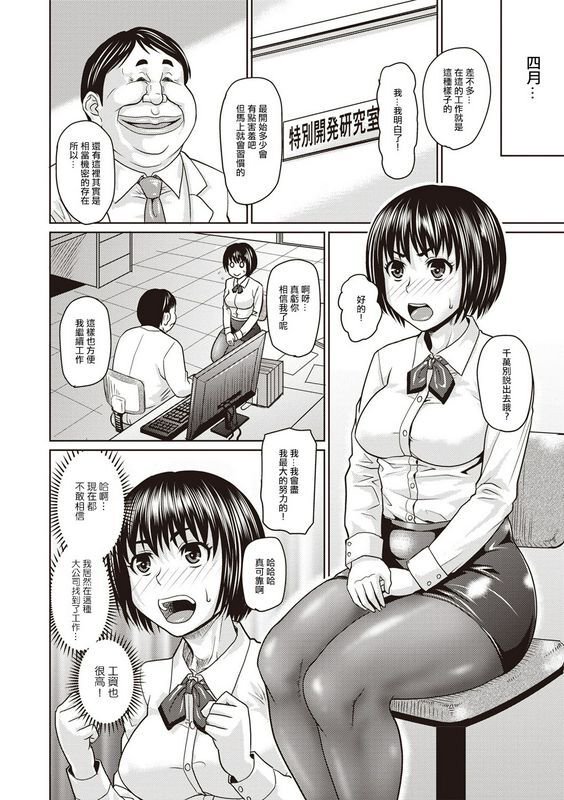 四月…
差不多…
在這的工作就是
這種樣子的
我…我明白了！
特別開發研究室
最開始多少會
有點害羞吧
但馬上就會習慣的
還有這裡其實是
相當機密的存在
所以…
千萬別說出去哦？
好的！
啊呀…
真虧你
相信我了呢
這樣也方便
我繼續工作
我…我會盡
我最大的努力的！
哈哈哈
真可靠啊
哈啊…
現在都
不敢相信
我居然在這種
大公司找到了工作…
工資也
很高！